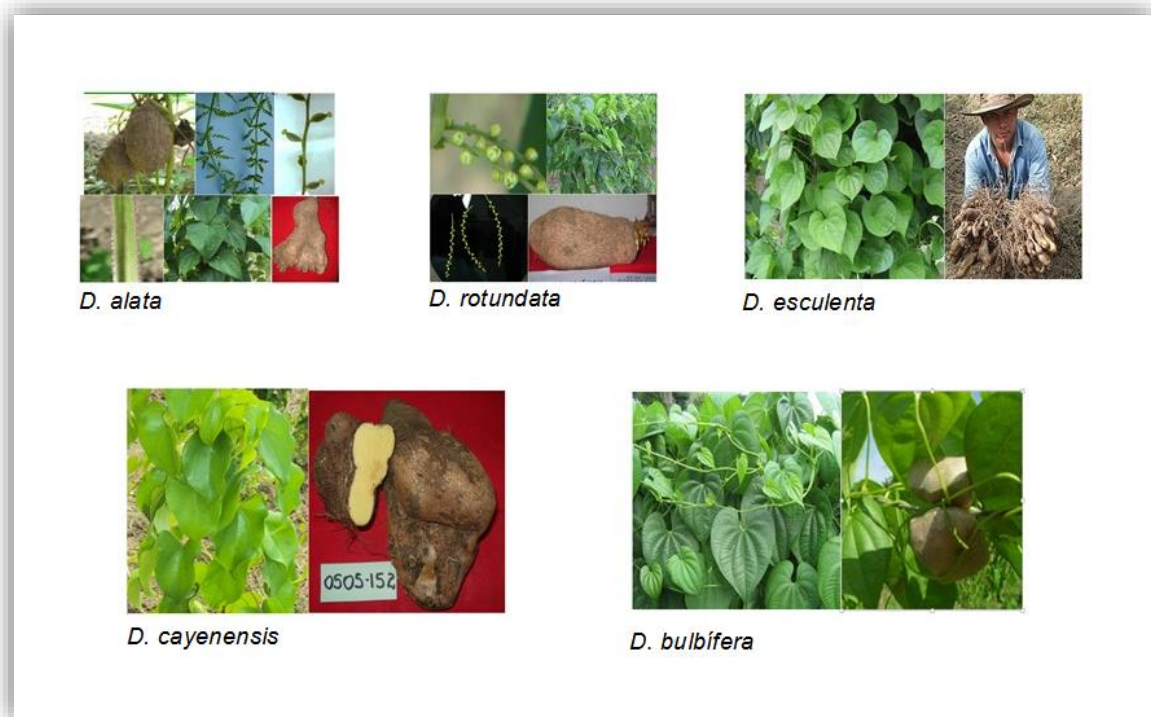 D. alata
D. rotundata
D. esculenta
0505-152
D. cayenensis
D. bulbífera